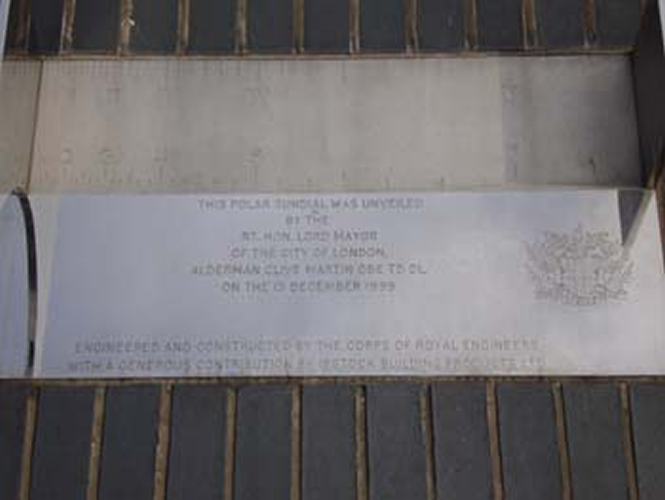 THIS POLAR SUNDIAL WAS UNVEILED
BY THE
RT. HON. LORD MAYOR
OF THE CITY OF LONDON,
ALDERMAN CLIVE MARTIN OBE TD DL
ON THE 13 DECEMBER 1999
ENGINEERED AND CONSTRUCTED BY THE CORPS OF ROYAL ENGINEERS
WITH A GENEROUS CONTRIBUTION BY IBSTOCK BUILDING PRODUCTS LTD